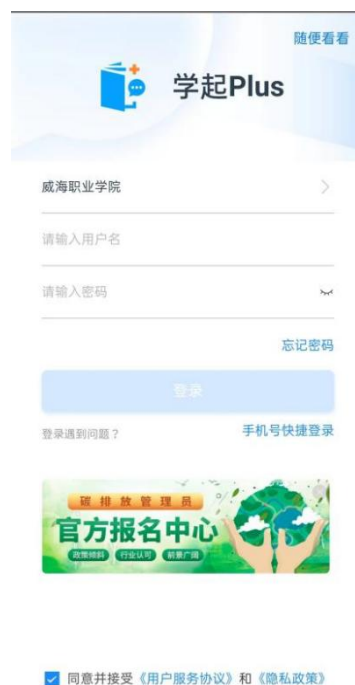 随便看看
学起Plus
威海职业学院
请输入用户名
请输入密码
忘记密码
登录
登录遇到问题？
手机号快捷登录
碳排放管理员
官方报名中心
政策倾斜 行业认可 前景广阔
同意并接受《用户服务协议》和《隐私政策》